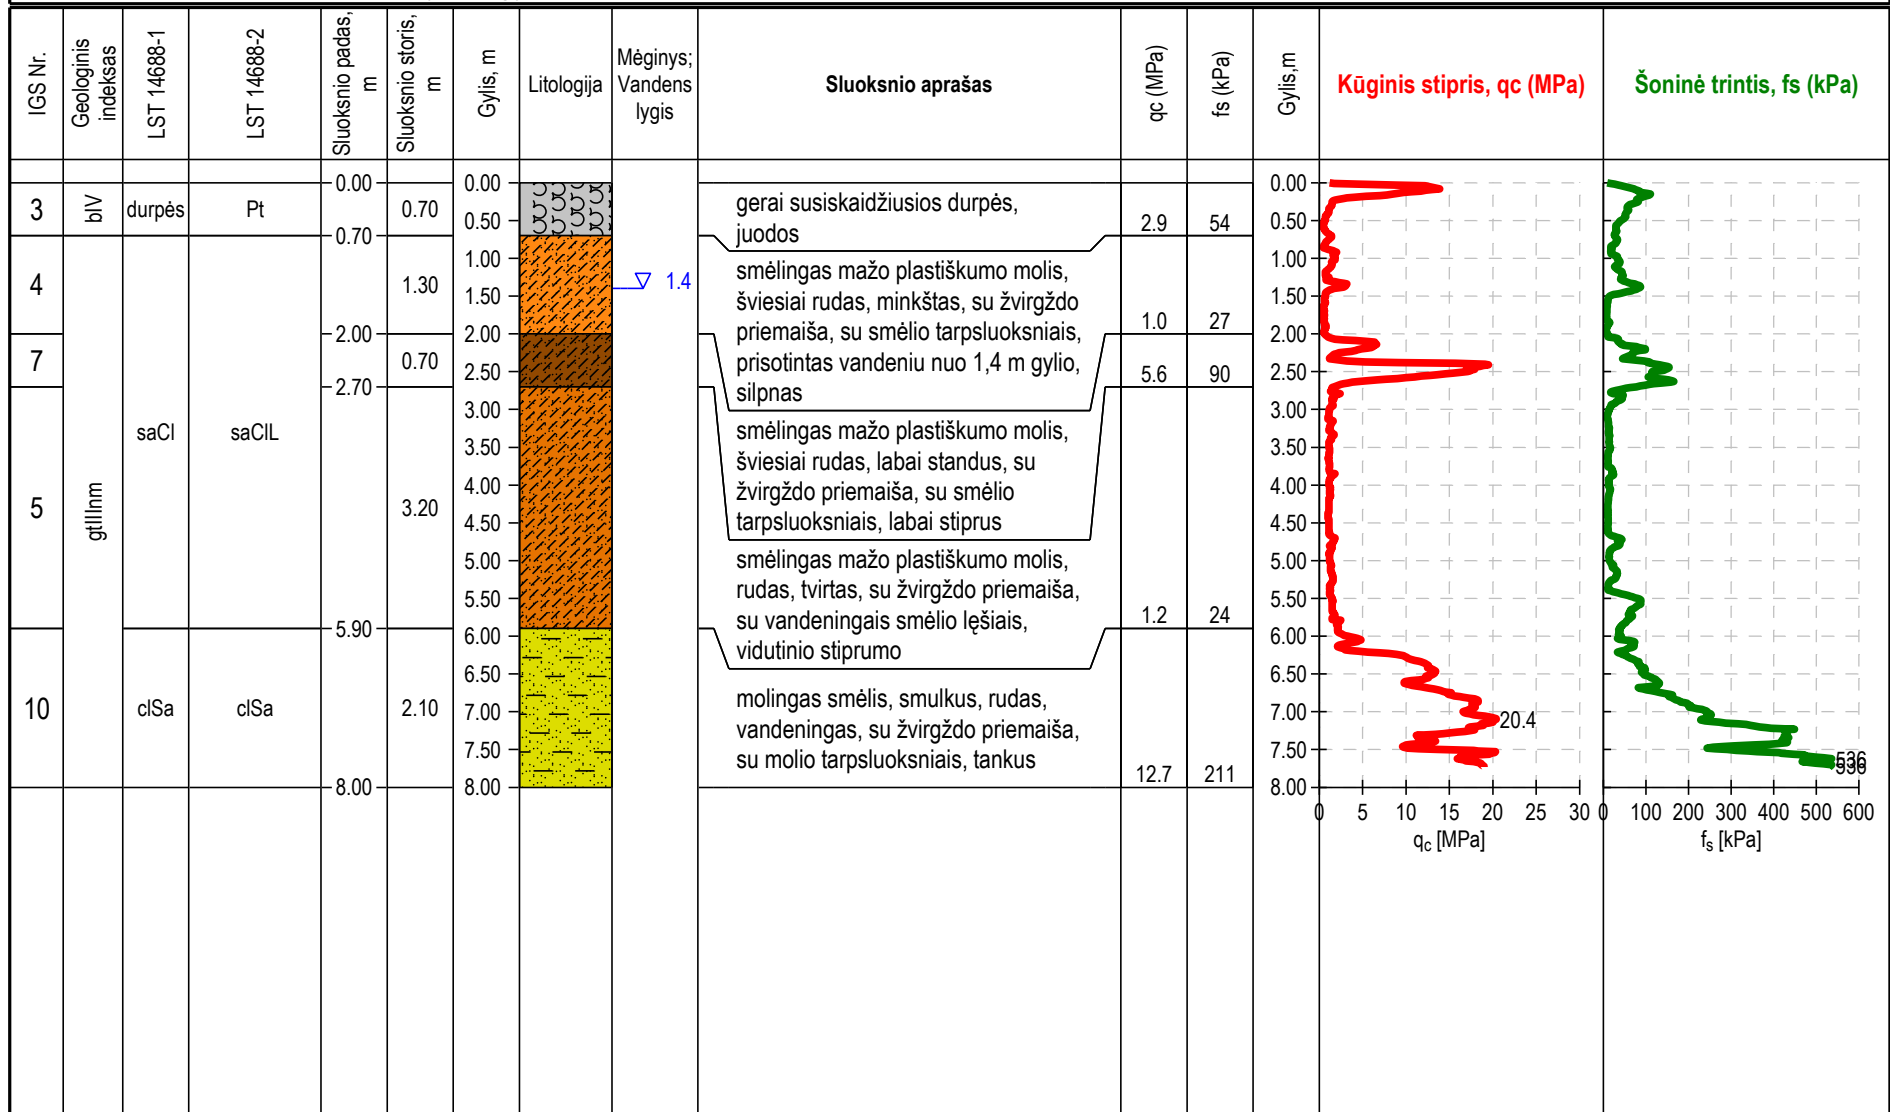 IGS Nr.
Geologinis indeksas
LST 14688-1
LST 14688-2
Sluoksnio padas, m
Sluoksnio storis, m
Gylis, m
Litologija
Mėginys;
Vandens
lygis
Sluoksnio aprašas
qc (MPa)
fs (kPa)
Gylis,m
Kūginis stipris, qc (MPa)
Šoninė trintis, fs (kPa)
3
bIV
durpės
Pt
0.00
0.70
0.70
gerai susiskaidžiusios durpės,
juodos
2.9
54
4
1.30
2.00
1.4
smėlingas mažo plastiškumo molis,
šviesiai rudas, minkštas, su žvirgždo
priemaiša, su smėlio tarpsluoksniais,
prisotintas vandeniu nuo 1,4 m gylio,
silpnas
1.0
27
7
0.70
2.70
smėlingas mažo plastiškumo molis,
šviesiai rudas, labai standus, su
žvirgždo priemaiša, su smėlio
tarpsluoksniais, labai stiprus
5.6
90
gtIIInm
saCl
saClL
5
3.20
5.90
smėlingas mažo plastiškumo molis,
rudas, tvirtas, su žvirgždo priemaiša,
su vandeningais smėlio lęšiais,
vidutinio stiprumo
1.2
24
10
clSa
clSa
2.10
8.00
molingas smėlis, smulkus, rudas,
vandeningas, su žvirgždo priemaiša,
su molio tarpsluoksniais, tankus
12.7
211
0.00
0.50
1.00
1.50
2.00
2.50
3.00
3.50
4.00
4.50
5.00
5.50
6.00
6.50
7.00
7.50
8.00
0.00
0.50
1.00
1.50
2.00
2.50
3.00
3.50
4.00
4.50
5.00
5.50
6.00
6.50
7.00
7.50
8.00
20.4
0 5 10 15 20 25 30
qc [MPa]
536
536
0 100 200 300 400 500 600
fs [kPa]